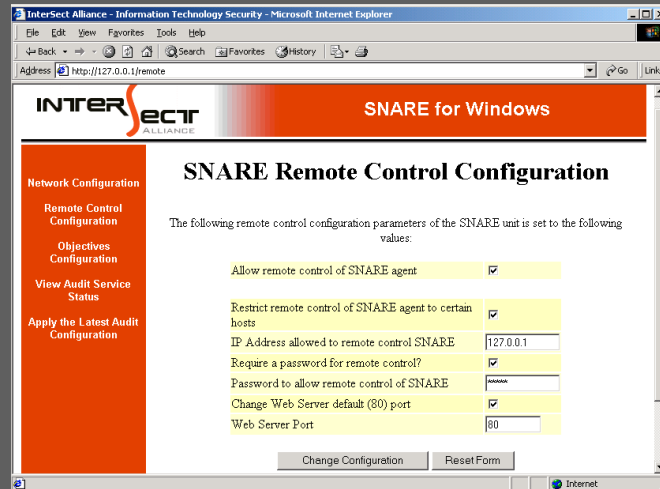 InterSect Alliance - Information Technology Security - Microsoft Internet Explorer
File Edit View Favorites Tools Help
Back Search Favorites History
Address http://127.0.0.1/remote Go Link
INTERSECT
ALLIANCE
SNARE for Windows
Network Configuration
Remote Control
Configuration
Objectives
Configuration
View Audit Service
Status
Apply the Latest Audit
Configuration
SNARE Remote Control Configuration
The following remote control configuration parameters of the SNARE unit is set to the following
values:
Allow remote control of SNARE agent
Restrict remote control of SNARE agent to certain
hosts
IP Address allowed to remote control SNARE 127.0.0.1
Require a password for remote control?
Password to allow remote control of SNARE *****
Change Web Server default (80) port
Web Server Port 80
Change Configuration Reset Form
Internet